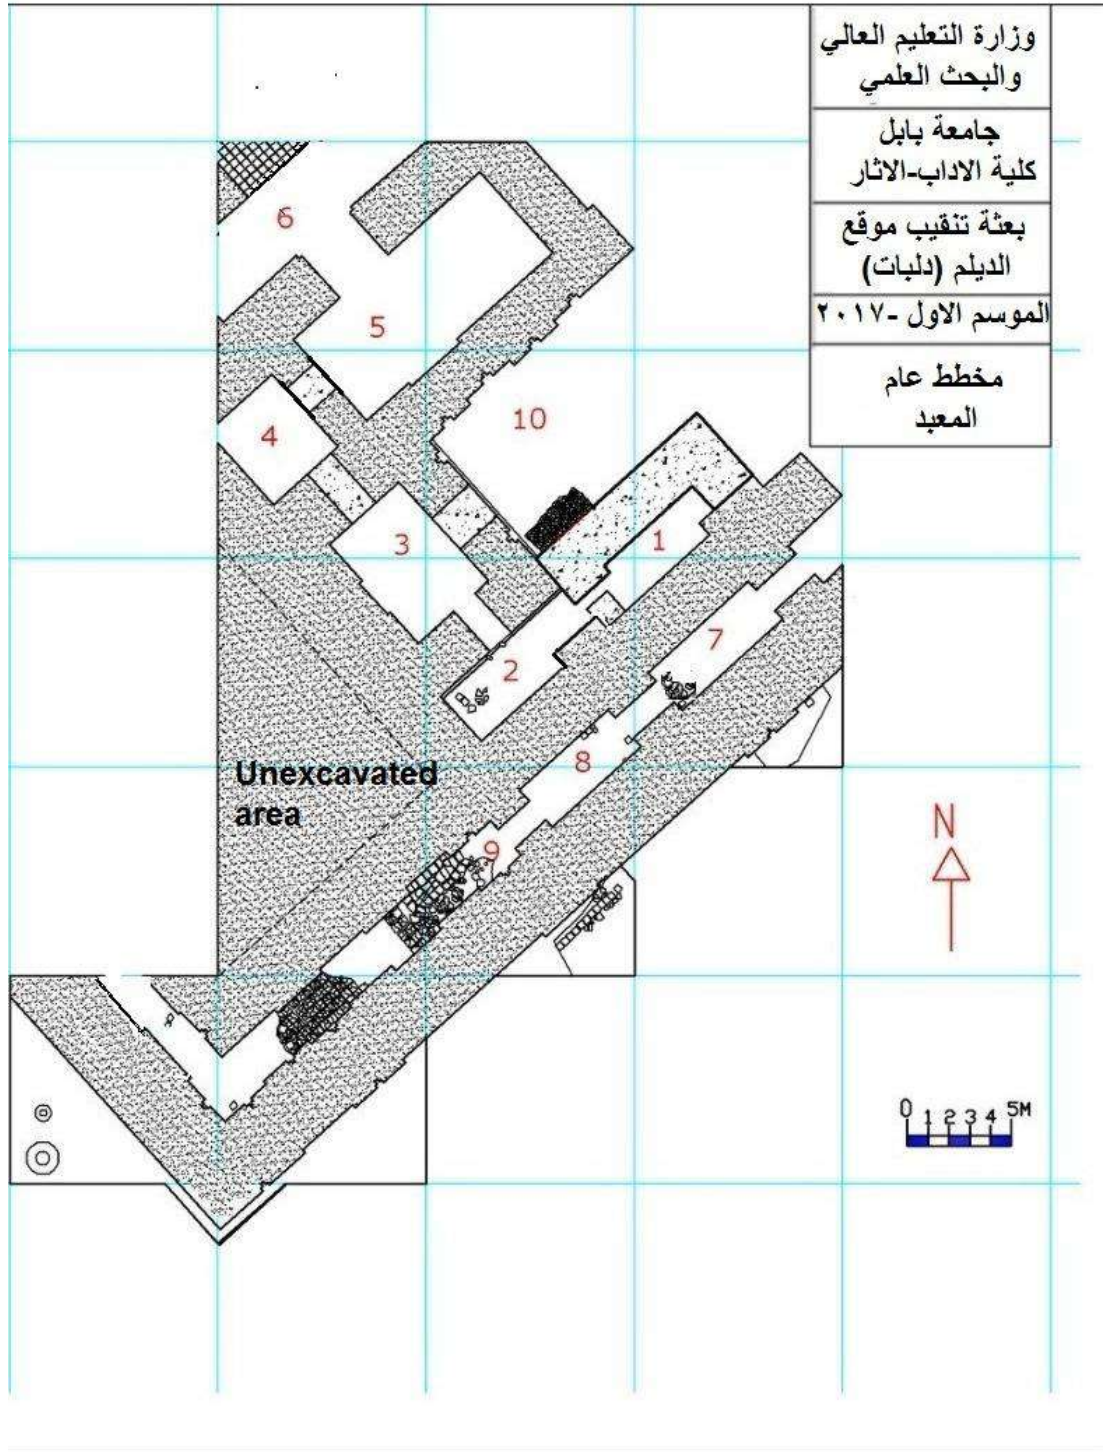 وزارة التعليم العالي
والبحث العلمي
جامعة بابل
كلية الاداب-الاثار
بعثة تنقيب موقع
الديلم (دلبات)
الموسم الاول -٢٠١٧
مخطط عام
المعبد
6
5
10
4
3
1
7
2
8
Unexcavated
area
9
N
0 1 2 3 4 5M